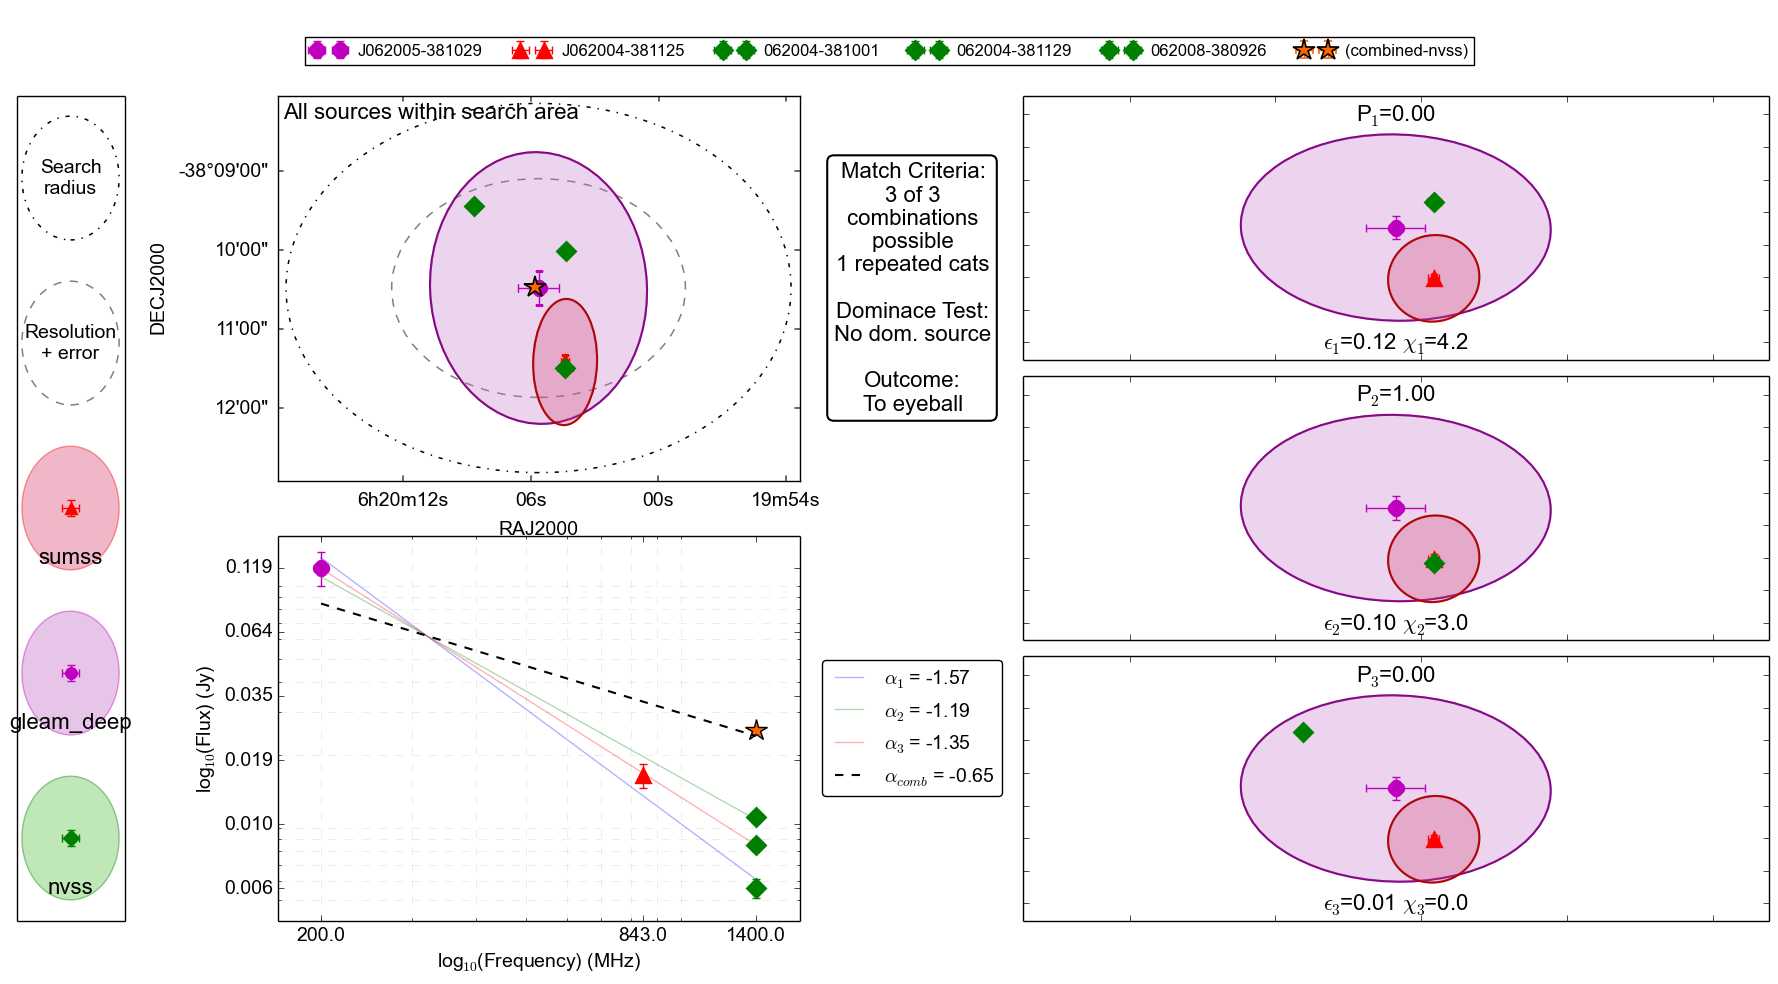 J062005-381029 J062004-381125 062004-381001 062004-381129 062008-380926 (combined-nvss)
Search
radius
Resolution
+ error
sumss
gleam_deep
nvss
All sources within search area
-38°09'00"
10'00"
11'00"
12'00"
DECJ2000
6h20m12s 06s 00s 19m54s
RAJ2000
Match Criteria:
3 of 3
combinations
possible
1 repeated cats
Dominace Test:
No dom. source
Outcome:
To eyeball
P1=0.00
ϵ1=0.12 χ1=4.2
P2=1.00
ϵ2=0.10 χ2=3.0
P3=0.00
ϵ3=0.01 χ3=0.0
0.119
0.064
0.035
0.019
0.010
0.006
log10(Flux) (Jy)
200.0 843.0 1400.0
log10(Frequency) (MHz)
α1 = -1.57
α2 = -1.19
α3 = -1.35
αcomb = -0.65